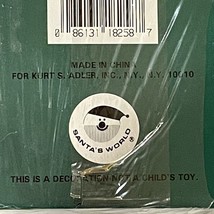 0 86131 18258 7
MADE IN CHINA
FOR KURT S. ADLER, INC., N.Y., N.Y. 10010
SANTA'S WORLD
THIS IS A DECORATION NOT A CHILD'S TOY.